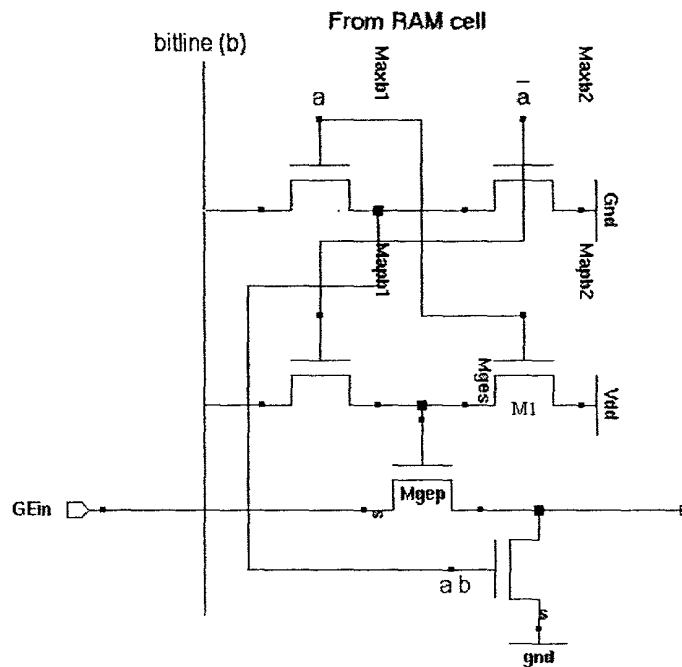 From RAM cell
bitline (b)
Maxb1
Maxb2
a
a̅
Gnd
Mapb1
Mapb2
Mges
M1
Vdd
GEin
s
Mgep
a b
s
gnd